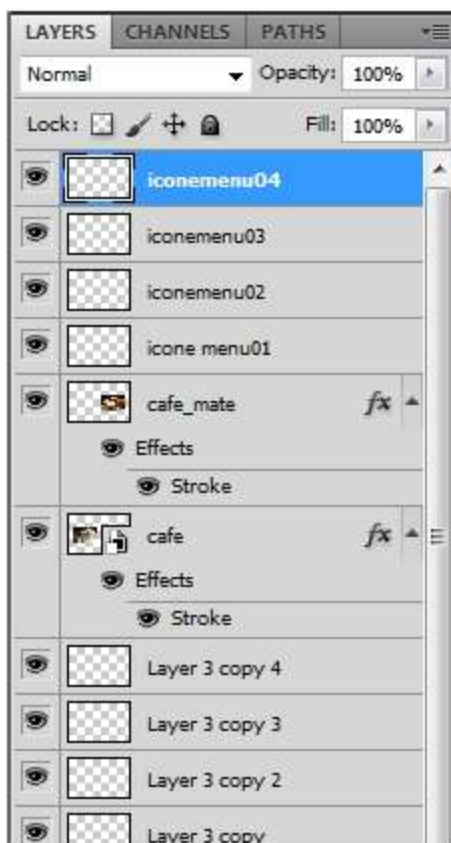 LAYERS CHANNELS PATHS
Normal Opacity: 100%
Lock: Fill: 100%
iconemenu04
iconemenu03
iconemenu02
icone menu01
cafe_mate fx
Effects
Stroke
cafe fx
Effects
Stroke
Layer 3 copy 4
Layer 3 copy 3
Layer 3 copy 2
Layer 3 copy